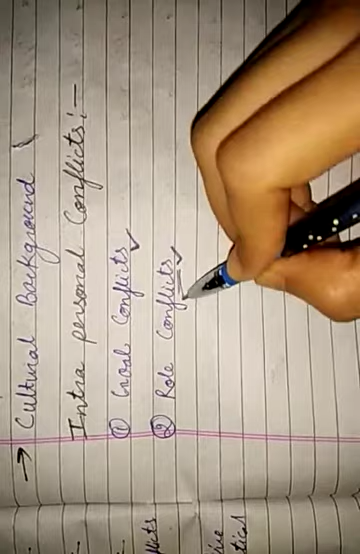 → Cultural Background
Intra personal Conflicts:-
① Goal Conflicts ✓
② Role Conflicts ✓